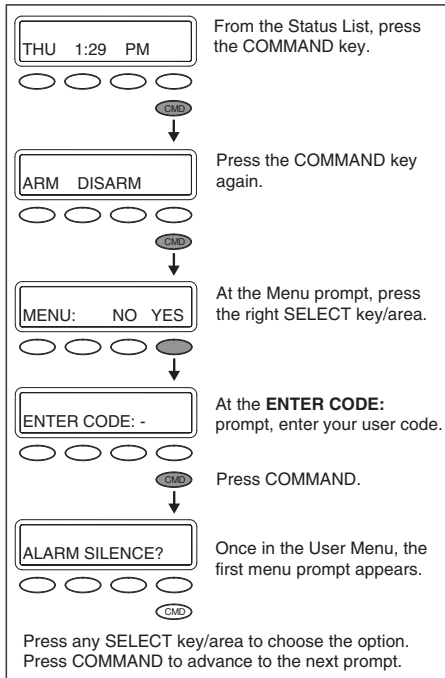 THU 1:29 PM
From the Status List, press
the COMMAND key.
CMD
ARM DISARM
Press the COMMAND key
again.
CMD
MENU: NO YES
At the Menu prompt, press
the right SELECT key/area.
ENTER CODE: -
At the ENTER CODE:
prompt, enter your user code.
CMD
Press COMMAND.
ALARM SILENCE?
Once in the User Menu, the
first menu prompt appears.
CMD
Press any SELECT key/area to choose the option.
Press COMMAND to advance to the next prompt.